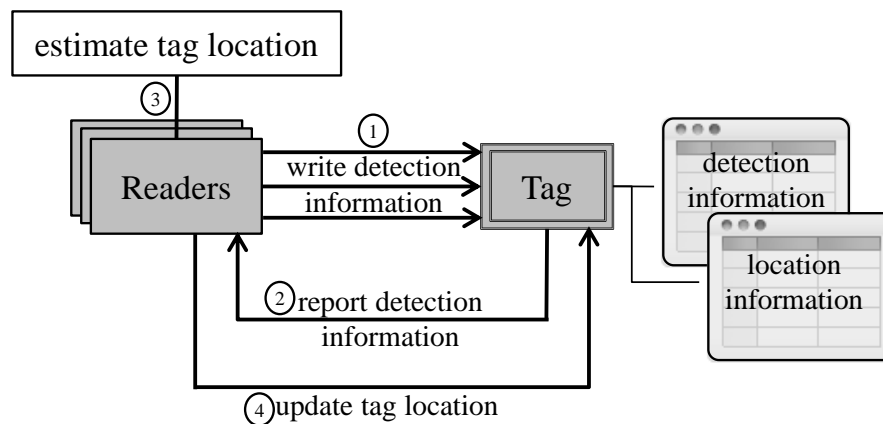 estimate tag location
3
1
Readers
write detection
information
Tag
detection
information
location
information
2 report detection
information
4 update tag location